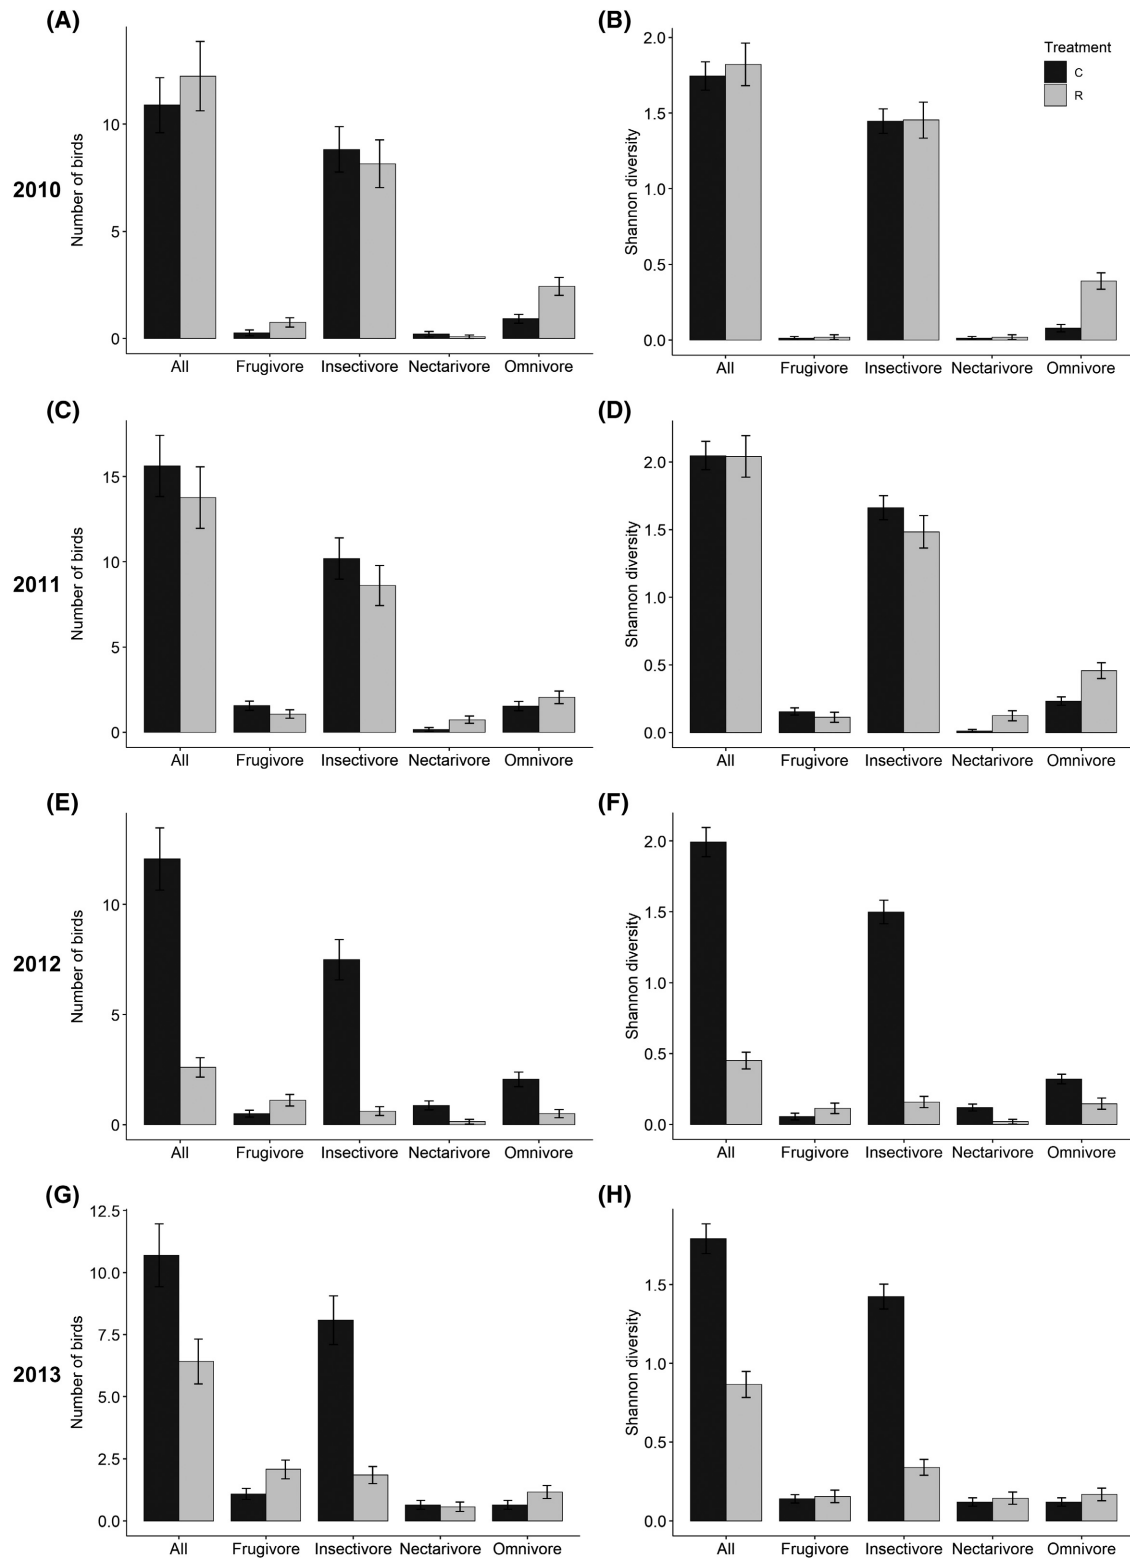 (A)
(B)
2010
Number of birds
10
5
0
All Frugivore Insectivore Nectarivore Omnivore
Shannon diversity
2.0
1.5
1.0
0.5
0.0
All Frugivore Insectivore Nectarivore Omnivore
Treatment
C
R
(C)
(D)
2011
Number of birds
15
10
5
0
All Frugivore Insectivore Nectarivore Omnivore
Shannon diversity
2.0
1.5
1.0
0.5
0.0
All Frugivore Insectivore Nectarivore Omnivore
(E)
(F)
2012
Number of birds
10
5
0
All Frugivore Insectivore Nectarivore Omnivore
Shannon diversity
2.0
1.5
1.0
0.5
0.0
All Frugivore Insectivore Nectarivore Omnivore
(G)
(H)
2013
Number of birds
12.5
10.0
7.5
5.0
2.5
0.0
All Frugivore Insectivore Nectarivore Omnivore
Shannon diversity
1.5
1.0
0.5
0.0
All Frugivore Insectivore Nectarivore Omnivore